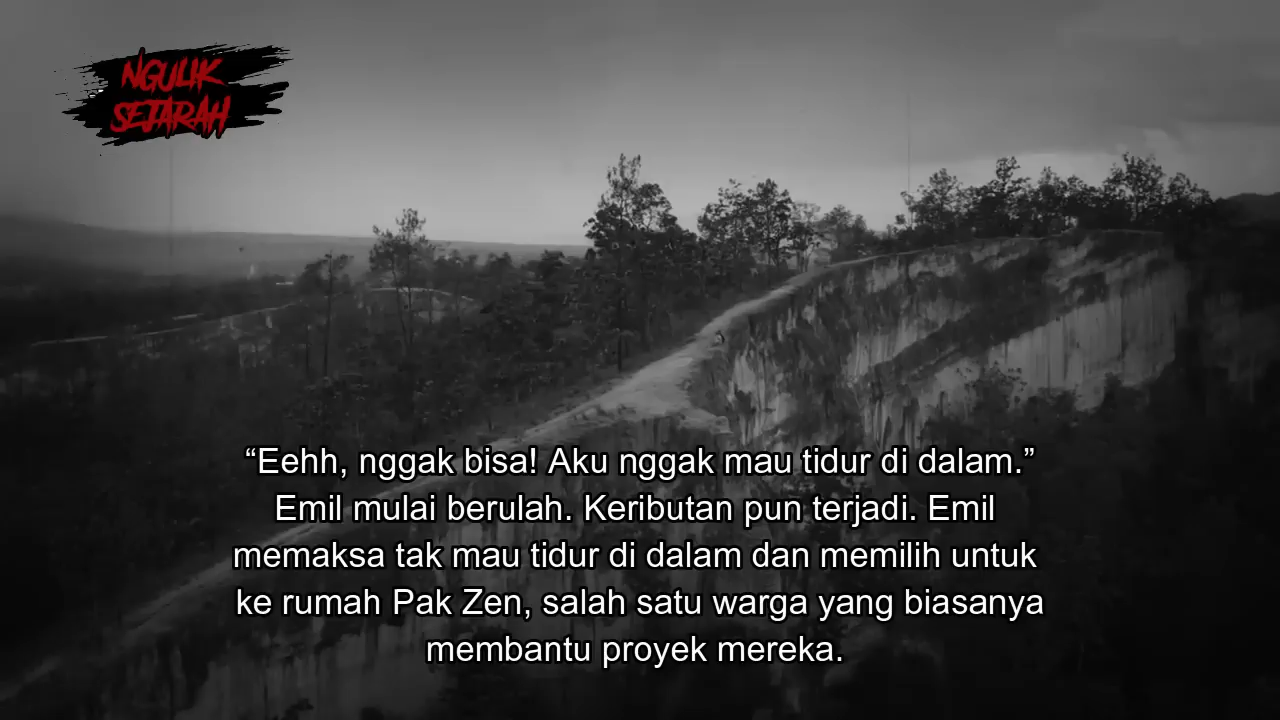 NGULIK
SEJARAH
“Eehh, nggak bisa! Aku nggak mau tidur di dalam.”
Emil mulai berulah. Keributan pun terjadi. Emil
memaksa tak mau tidur di dalam dan memilih untuk
ke rumah Pak Zen, salah satu warga yang biasanya
membantu proyek mereka.